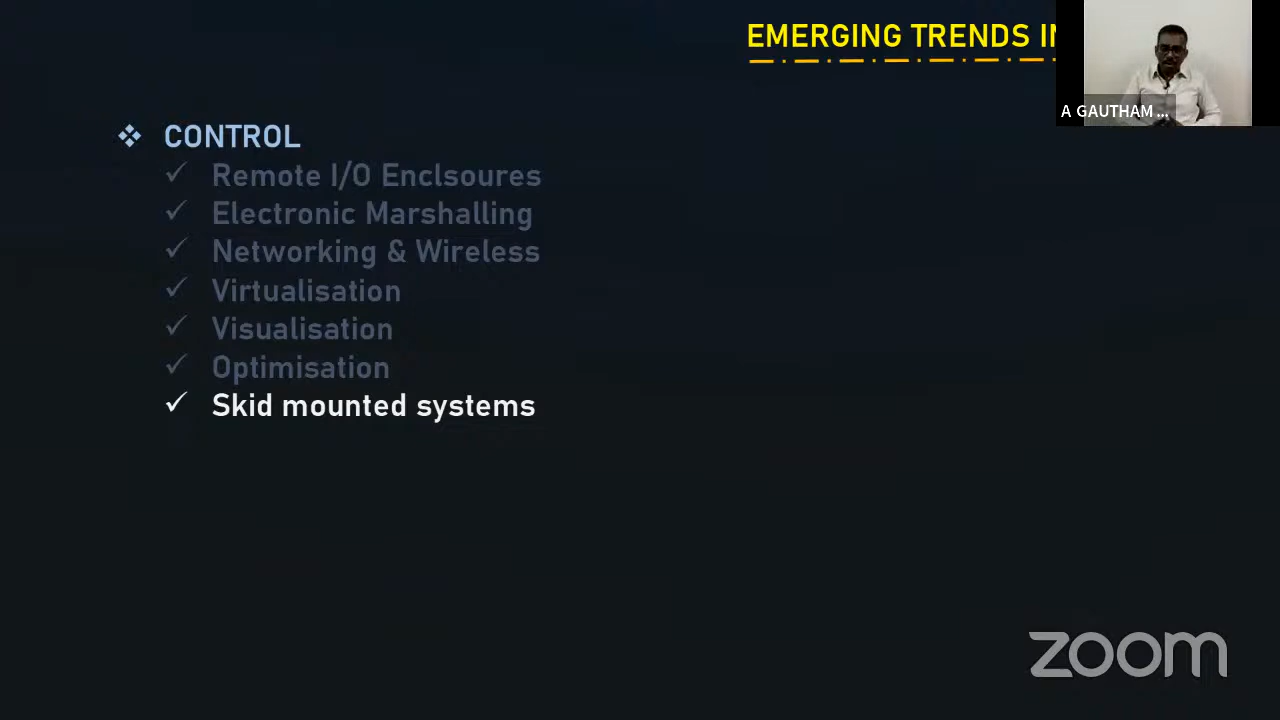 EMERGING TRENDS IN
A GAUTHAM ...
CONTROL
Remote I/O Enclsoures
Electronic Marshalling
Networking & Wireless
Virtualisation
Visualisation
Optimisation
Skid mounted systems
zoom